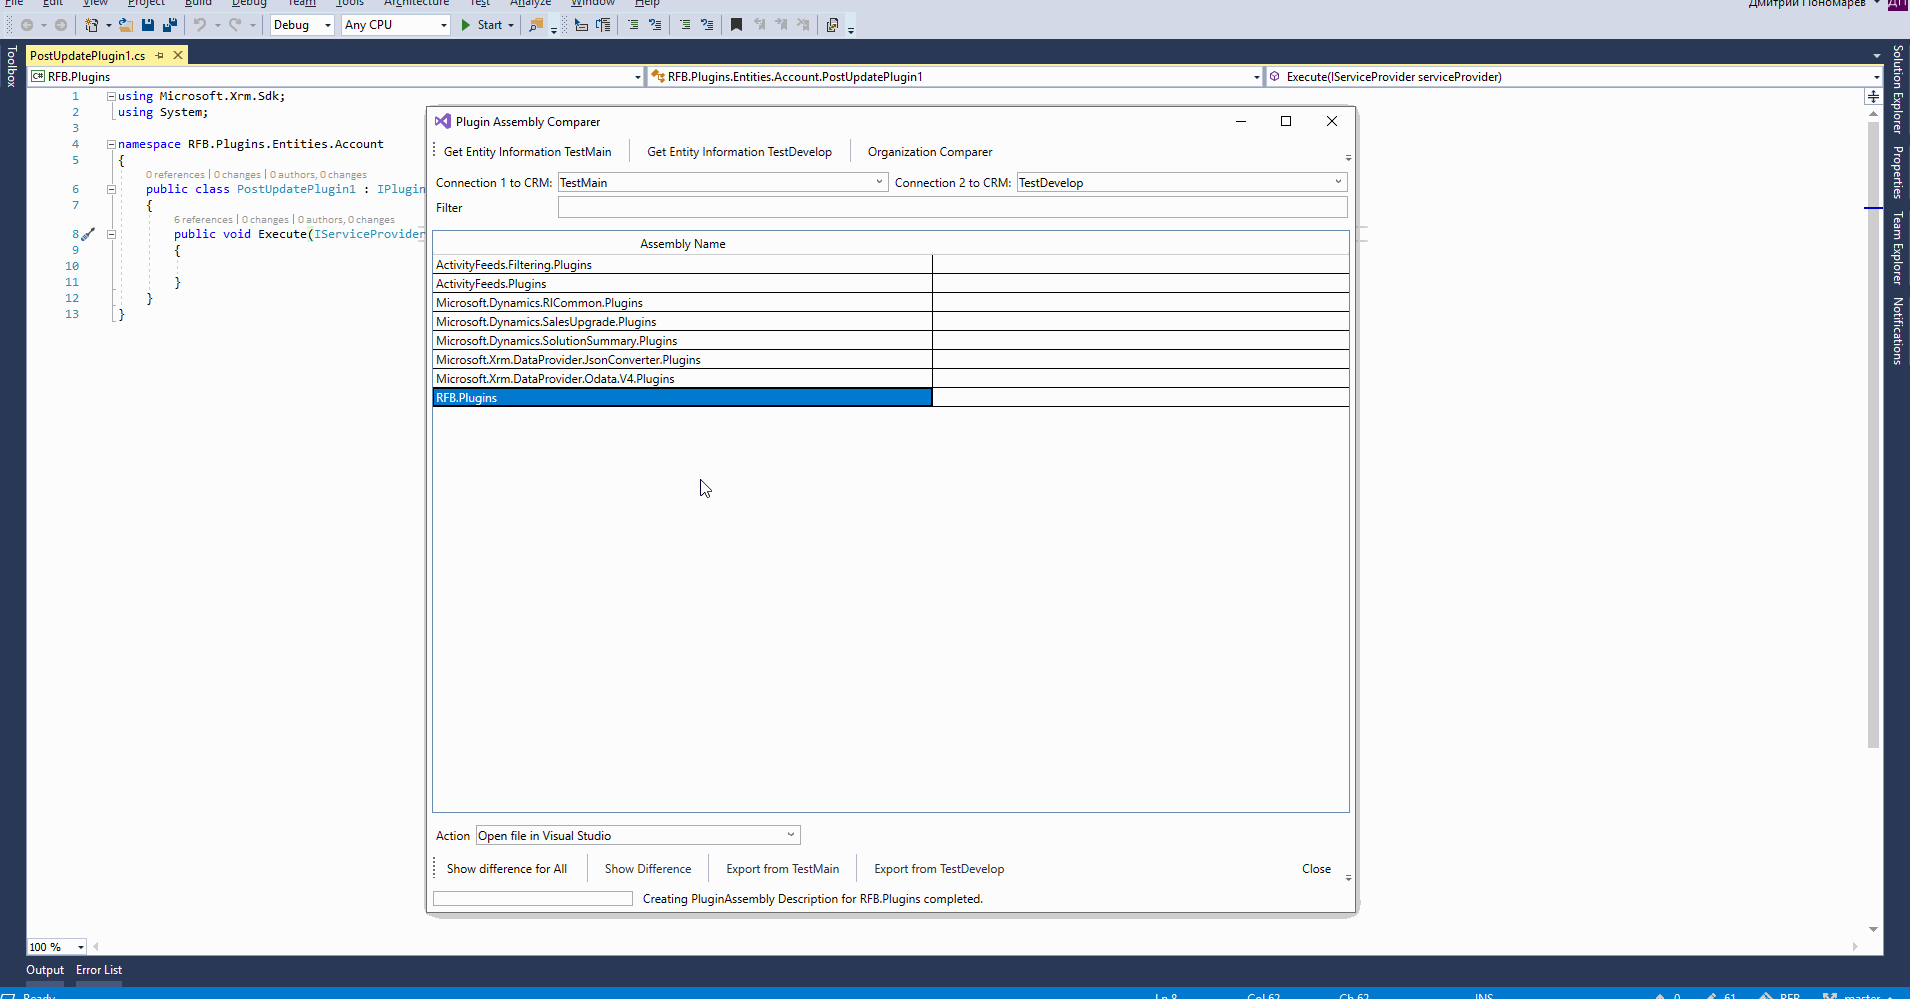 File Edit View Project Build Debug Team Tools Architecture Test Analyze Window Help Дмитрий Пономарев ДП
Debug Any CPU Start
Toolbox
PostUpdatePlugin1.cs
C# RFB.Plugins RFB.Plugins.Entities.Account.PostUpdatePlugin1 Execute(IServiceProvider serviceProvider)
1 using Microsoft.Xrm.Sdk;
2 using System;
3
4 namespace RFB.Plugins.Entities.Account
5 {
0 references | 0 changes | 0 authors, 0 changes
6 public class PostUpdatePlugin1 : IPlugin
7 {
6 references | 0 changes | 0 authors, 0 changes
8 public void Execute(IServiceProvider
9 {
10
11 }
12 }
13 }
Plugin Assembly Comparer
Get Entity Information TestMain Get Entity Information TestDevelop Organization Comparer
Connection 1 to CRM: TestMain Connection 2 to CRM: TestDevelop
Filter
Assembly Name
ActivityFeeds.Filtering.Plugins
ActivityFeeds.Plugins
Microsoft.Dynamics.RICommon.Plugins
Microsoft.Dynamics.SalesUpgrade.Plugins
Microsoft.Dynamics.SolutionSummary.Plugins
Microsoft.Xrm.DataProvider.JsonConverter.Plugins
Microsoft.Xrm.DataProvider.Odata.V4.Plugins
RFB.Plugins
Action Open file in Visual Studio
Show difference for All Show Difference Export from TestMain Export from TestDevelop Close
Creating PluginAssembly Description for RFB.Plugins completed.
Solution Explorer
Properties
Team Explorer
Notifications
100 %
Output Error List
Ready Ln 8 Col 62 Ch 62 INS 0 61 RFB master